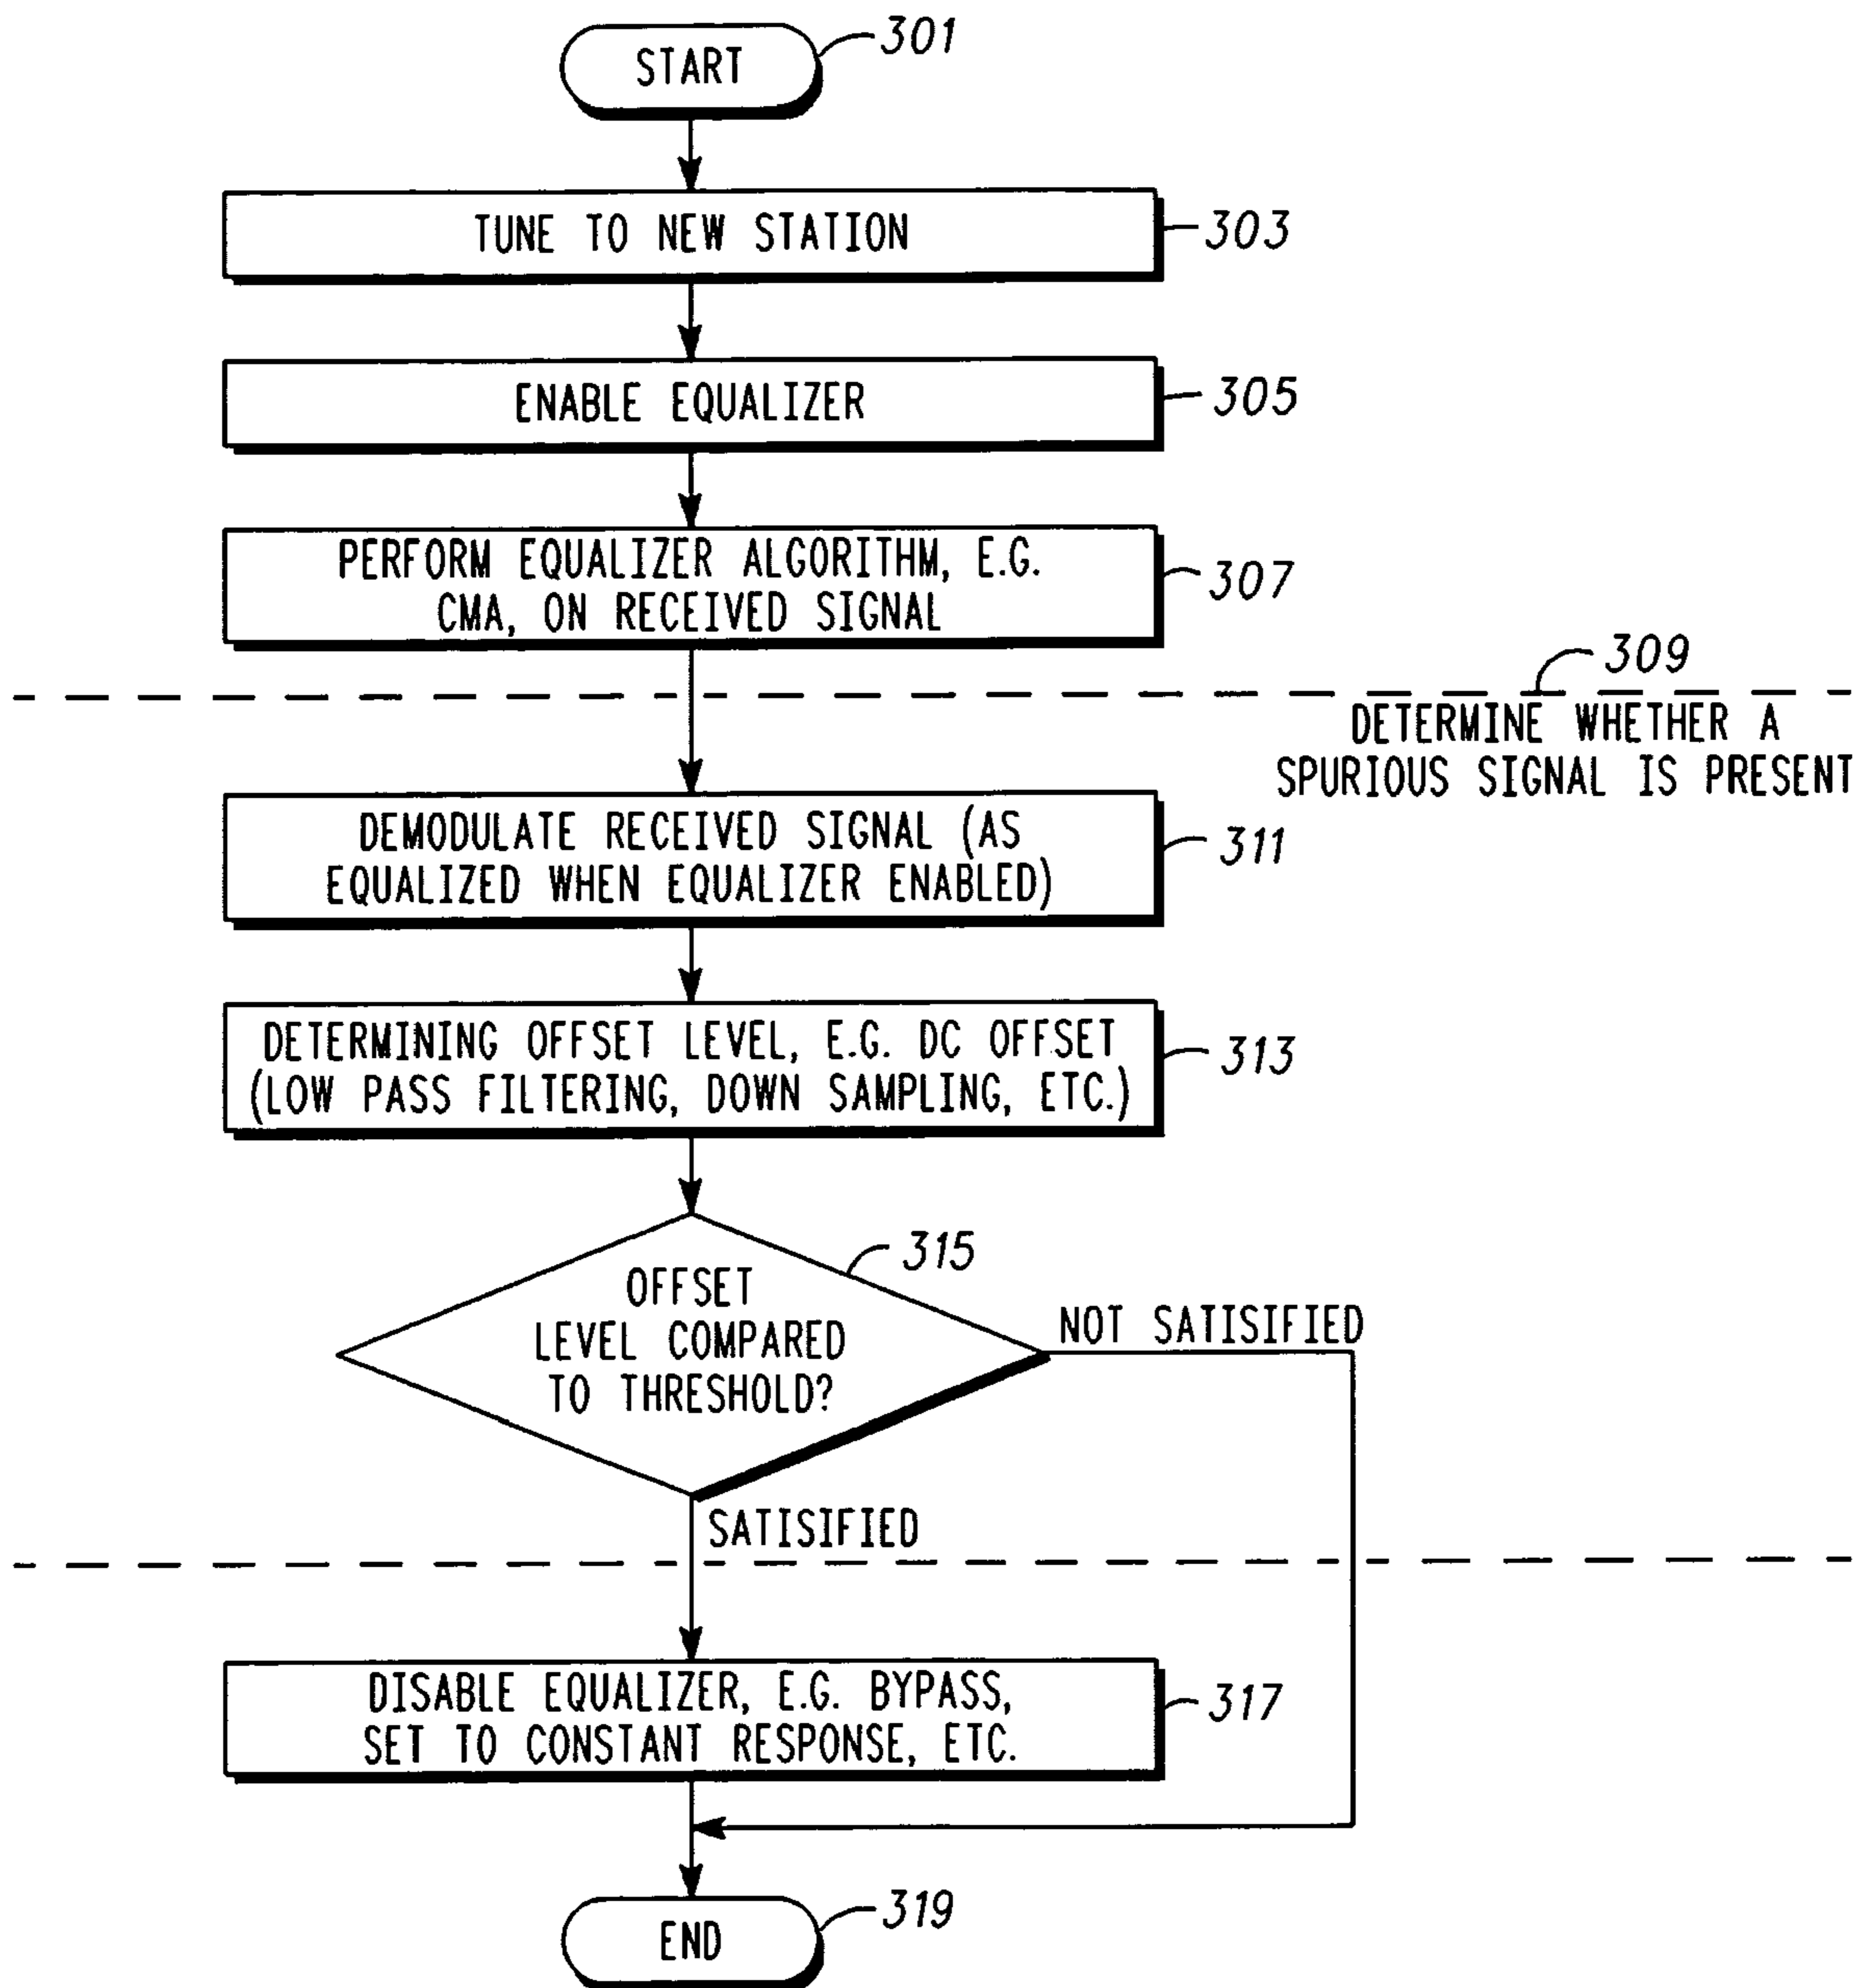 START
301
TUNE TO NEW STATION
303
ENABLE EQUALIZER
305
PERFORM EQUALIZER ALGORITHM, E.G.
CMA, ON RECEIVED SIGNAL
307
309
DETERMINE WHETHER A
SPURIOUS SIGNAL IS PRESENT
DEMODULATE RECEIVED SIGNAL (AS
EQUALIZED WHEN EQUALIZER ENABLED)
311
DETERMINING OFFSET LEVEL, E.G. DC OFFSET
(LOW PASS FILTERING, DOWN SAMPLING, ETC.)
313
315
OFFSET
LEVEL COMPARED
TO THRESHOLD?
NOT SATISIFIED
SATISIFIED
DISABLE EQUALIZER, E.G. BYPASS,
SET TO CONSTANT RESPONSE, ETC.
317
END
319